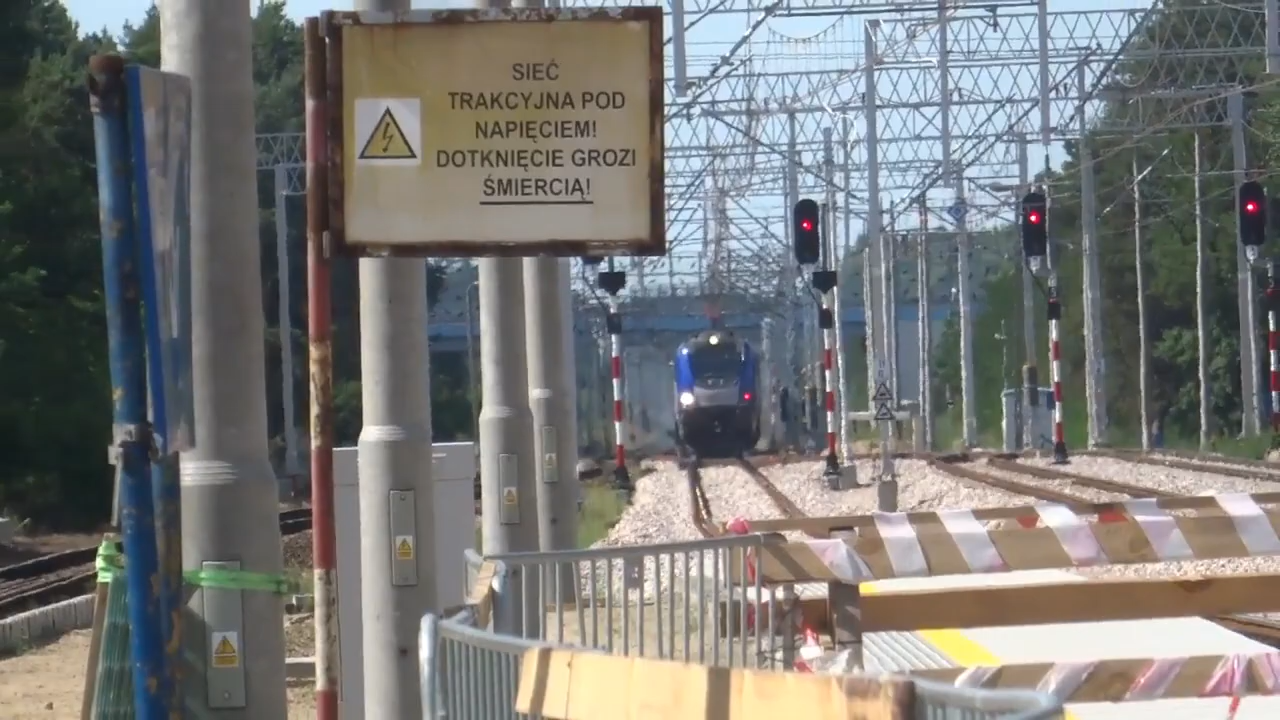 SIEĆ
TRAKCYJNA POD
NAPIĘCIEM!
DOTKNIĘCIE GROZI
ŚMIERCIĄ!